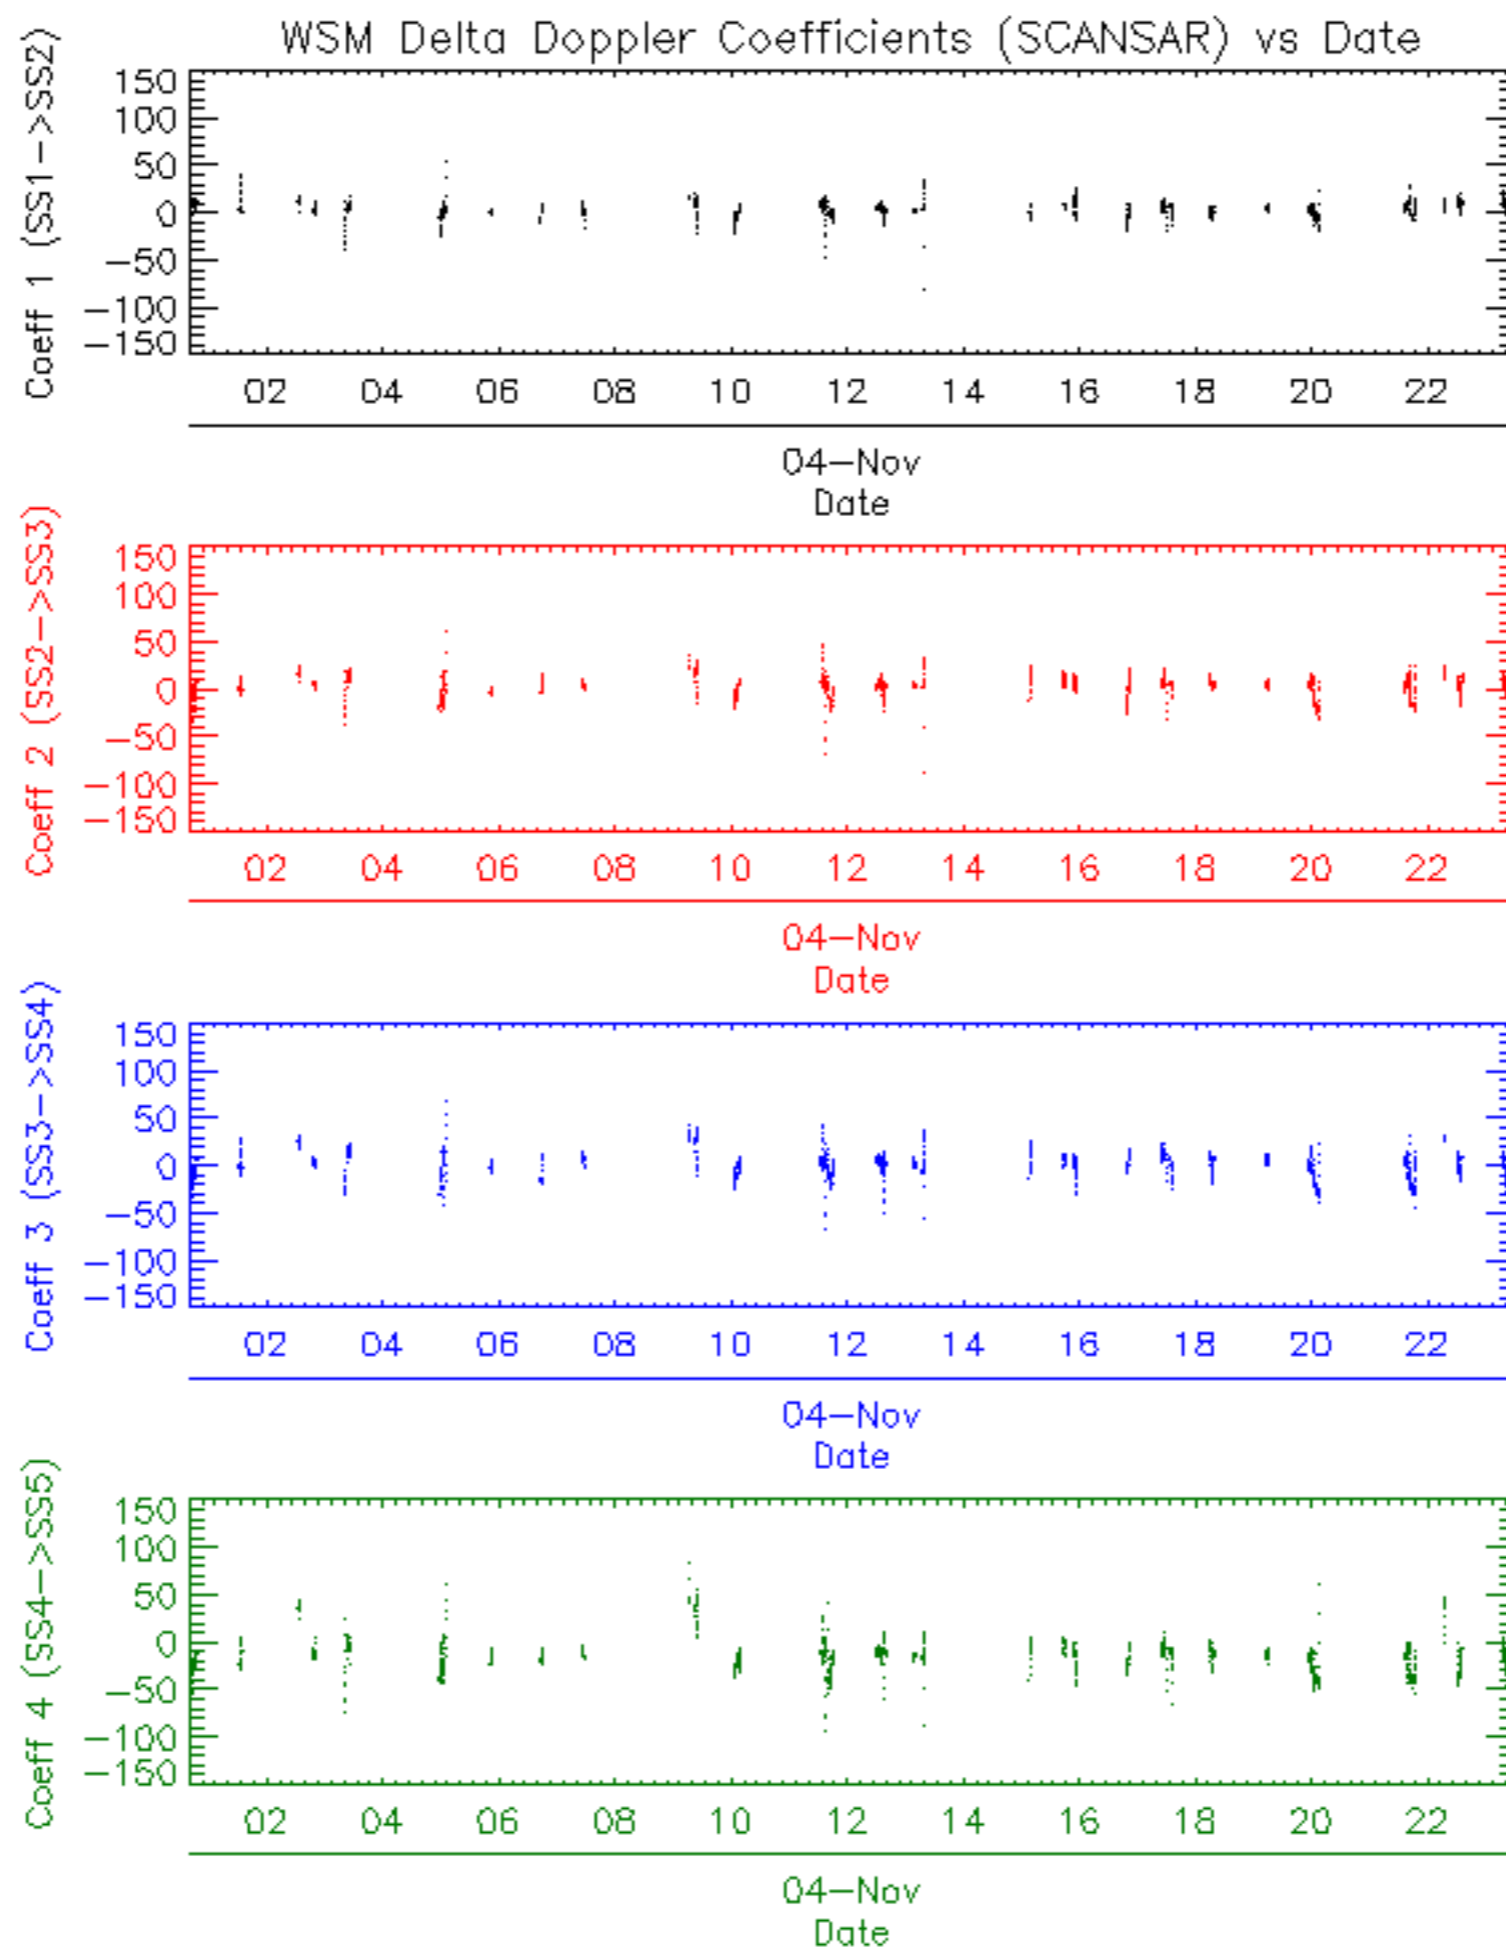 WSM Delta Doppler Coefficients (SCANSAR) vs Date
Coeff 1 (SS1->SS2)
150
100
50
0
-50
-100
-150
02 04 06 08 10 12 14 16 18 20 22
04-Nov
Date
Coeff 2 (SS2->SS3)
150
100
50
0
-50
-100
-150
02 04 06 08 10 12 14 16 18 20 22
04-Nov
Date
Coeff 3 (SS3->SS4)
150
100
50
0
-50
-100
-150
02 04 06 08 10 12 14 16 18 20 22
04-Nov
Date
Coeff 4 (SS4->SS5)
150
100
50
0
-50
-100
-150
02 04 06 08 10 12 14 16 18 20 22
04-Nov
Date